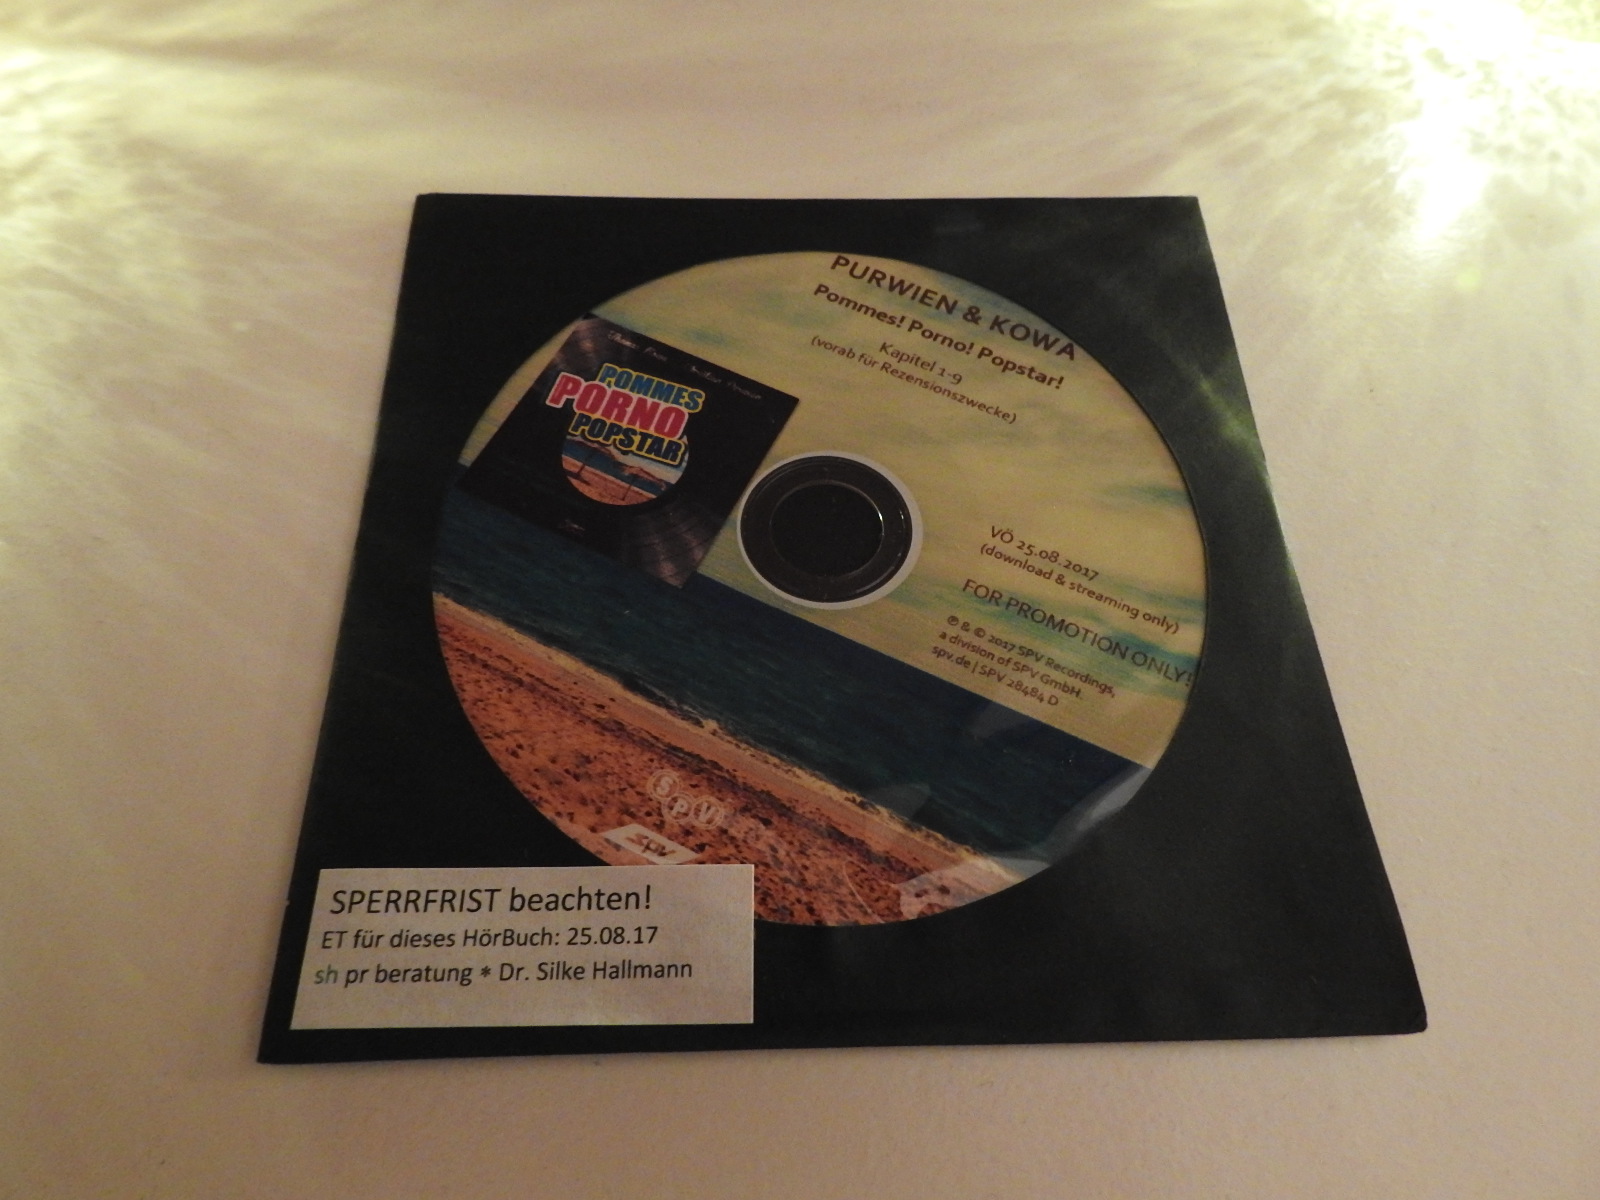 PURWIEN & KOWA
Pommes! Porno! Popstar!
Kapitel 1-9
(vorab für Rezensionszwecke)
POMMES
PORNO
POPSTAR
VÖ 25.08.2017
(download & streaming only)
FOR PROMOTION ONLY!
℗ & © 2017 SPV Recordings,
a division of SPV GmbH.
spv.de | SPV 28484 D
SPV
spv
SPERRFRIST beachten!
ET für dieses HörBuch: 25.08.17
sh pr beratung * Dr. Silke Hallmann